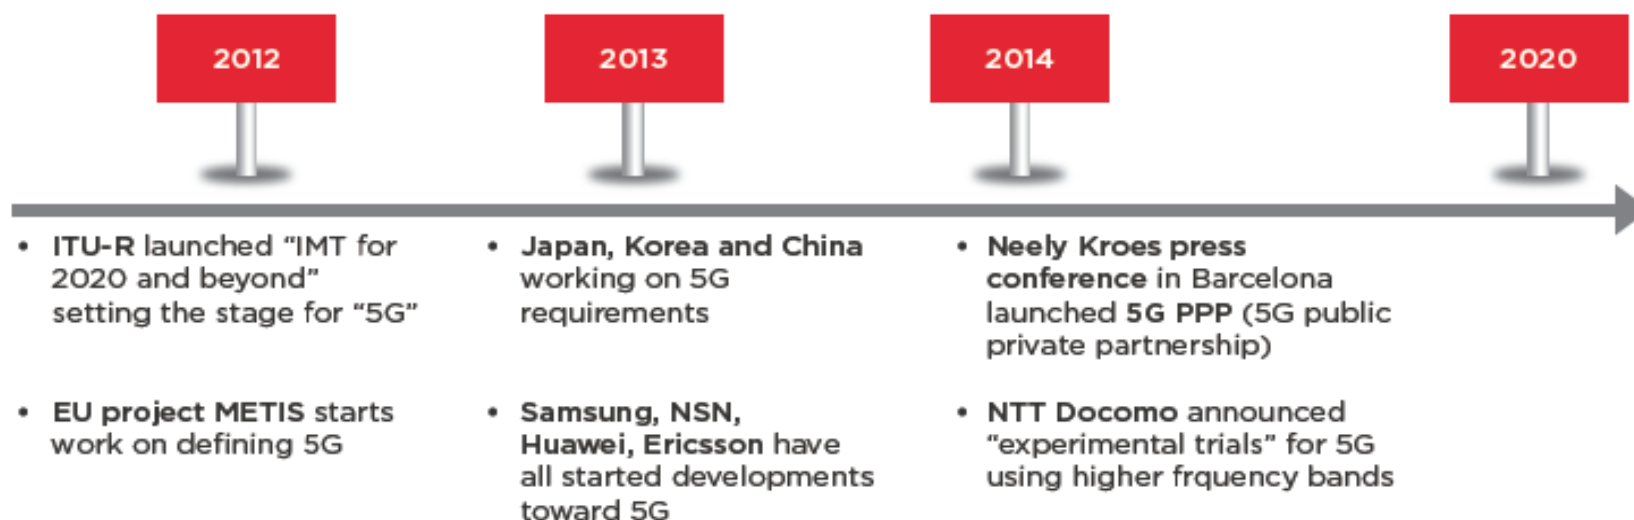 2012
2013
2014
2020
• ITU-R launched “IMT for
2020 and beyond”
setting the stage for “5G”
• EU project METIS starts
work on defining 5G
• Japan, Korea and China
working on 5G
requirements
• Samsung, NSN,
Huawei, Ericsson have
all started developments
toward 5G
• Neely Kroes press
conference in Barcelona
launched 5G PPP (5G public
private partnership)
• NTT Docomo announced
“experimental trials” for 5G
using higher frquency bands